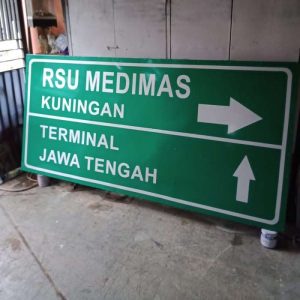 RSU MEDIMAS
KUNINGAN
TERMINAL
JAWA TENGAH